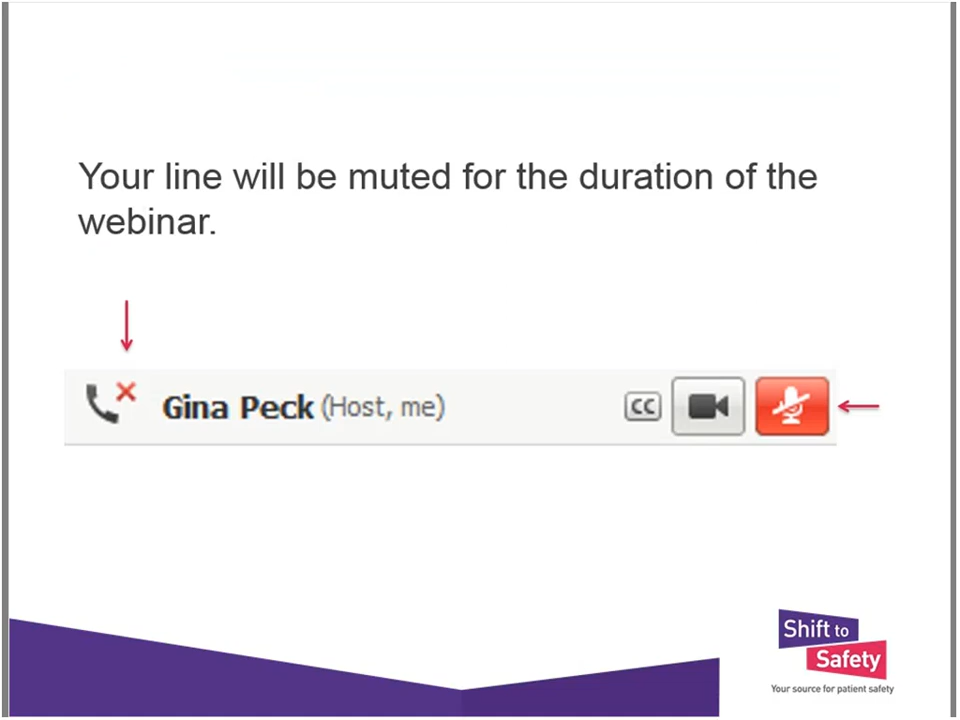 Your line will be muted for the duration of the
webinar.
Gina Peck (Host, me)
CC
Shift to
Safety
Your source for patient safety